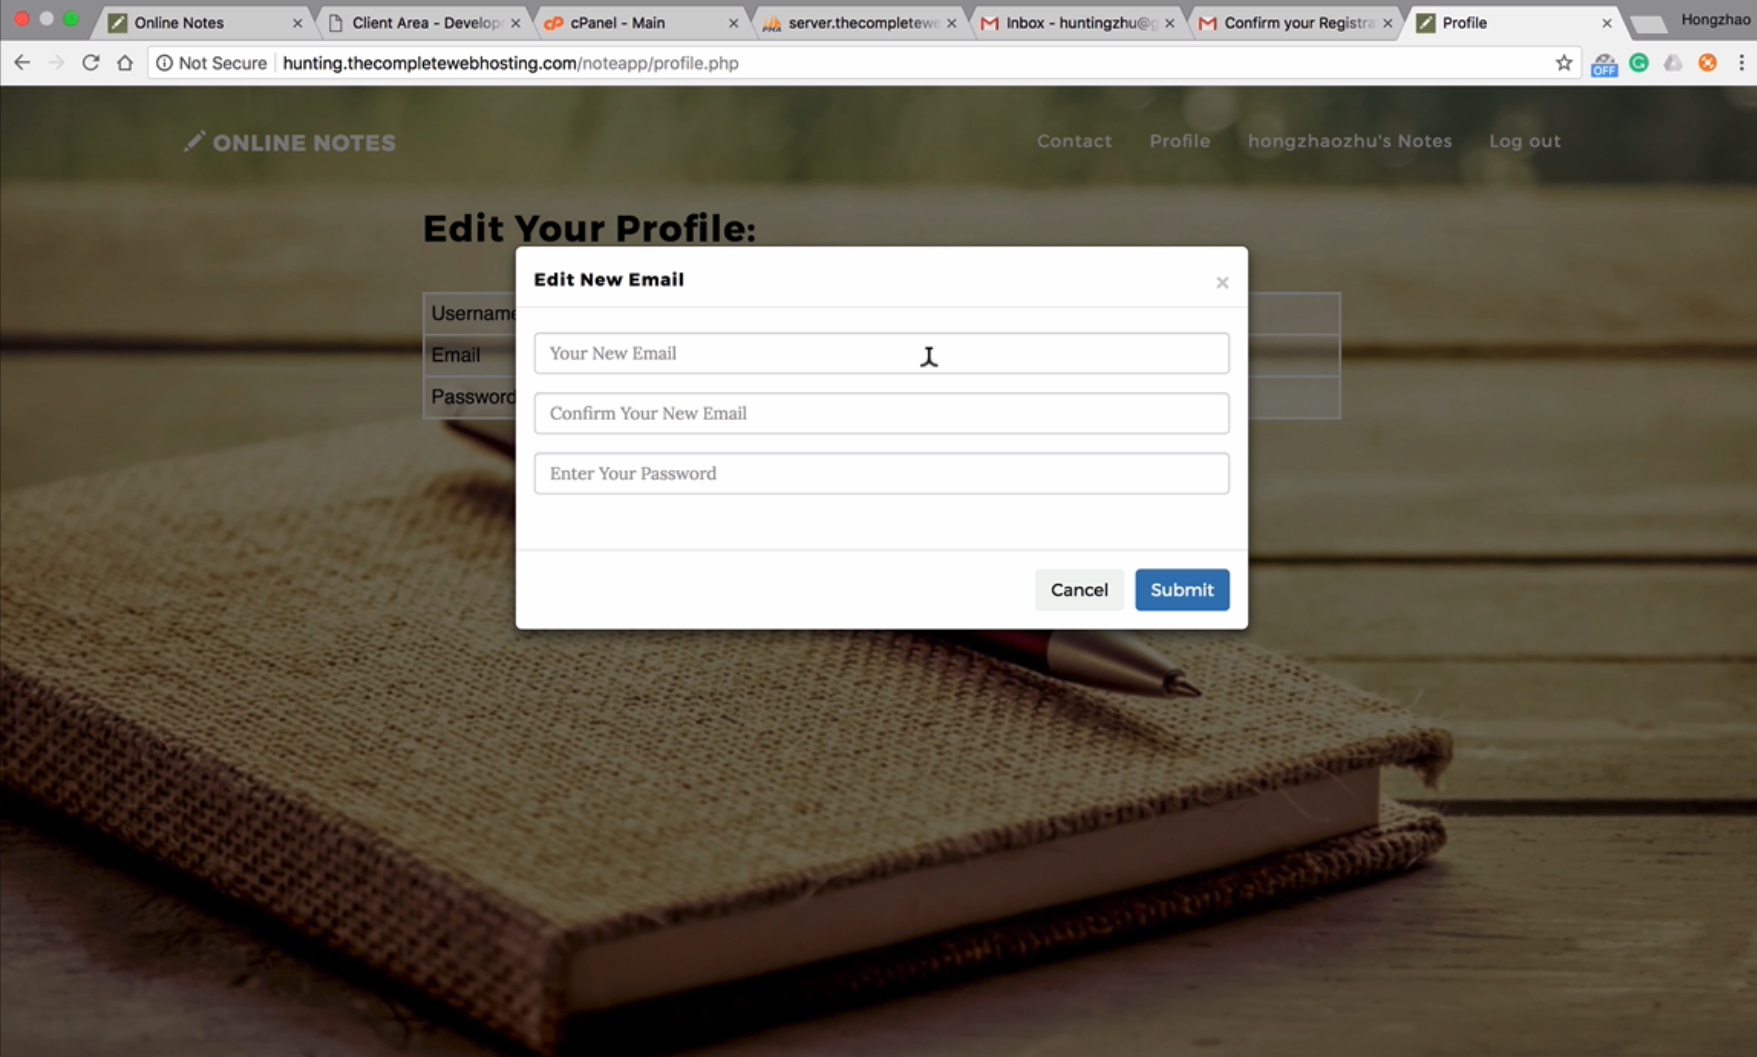 Online Notes
Client Area - Develop
cPanel - Main
server.thecompletewe
Inbox - huntingzhu@g
Confirm your Registra
Profile
Hongzhao
Not Secure
hunting.thecompletewebhosting.com/noteapp/profile.php
OFF
ONLINE NOTES
Contact
Profile
hongzhaozhu's Notes
Log out
Edit Your Profile:
Username
Email
Password
Edit New Email
Your New Email
Confirm Your New Email
Enter Your Password
Cancel
Submit